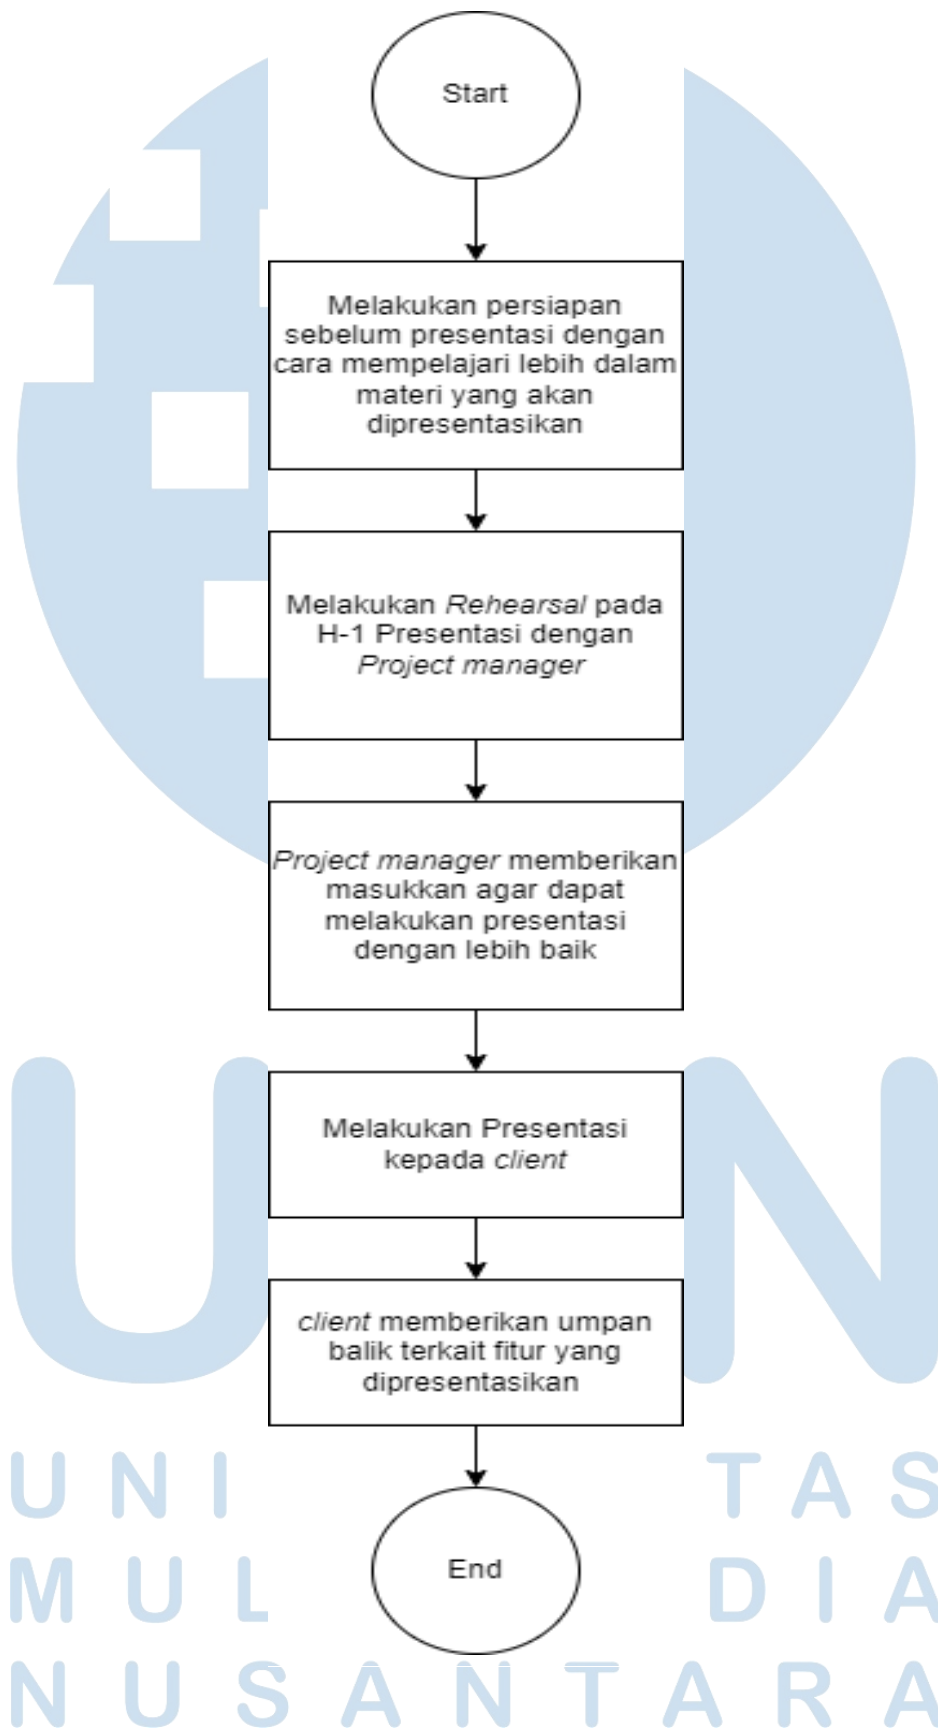 Start
Melakukan persiapan
sebelum presentasi dengan
cara mempelajari lebih dalam
materi yang akan
dipresentasikan
Melakukan Rehearsal pada
H-1 Presentasi dengan
Project manager
Project manager memberikan
masukkan agar dapat
melakukan presentasi
dengan lebih baik
Melakukan Presentasi
kepada client
client memberikan umpan
balik terkait fitur yang
dipresentasikan
End
U N
UNI TAS
MUL DIA
NUSANTARA